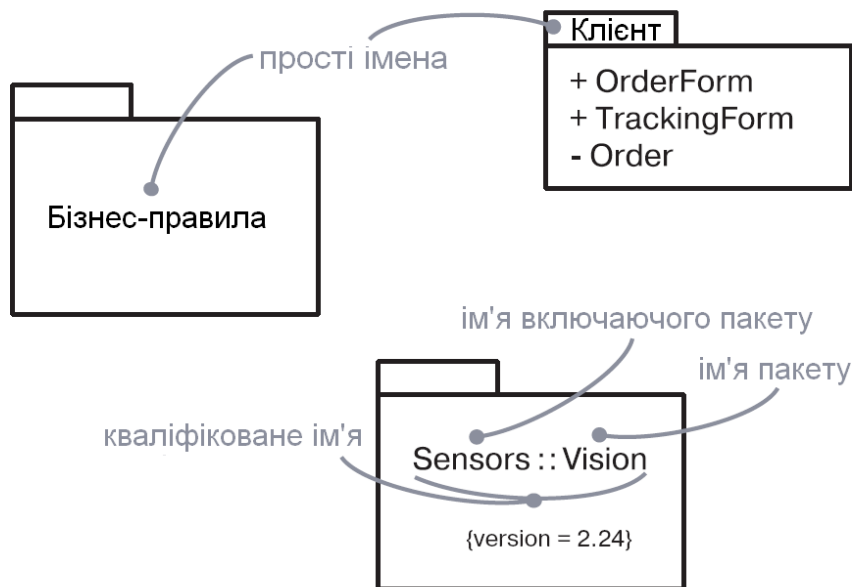 Клієнт
прості імена
+ OrderForm
+ TrackingForm
- Order
Бізнес-правила
ім'я включаючого пакету
ім'я пакету
кваліфіковане ім'я
Sensors :: Vision
{version = 2.24}